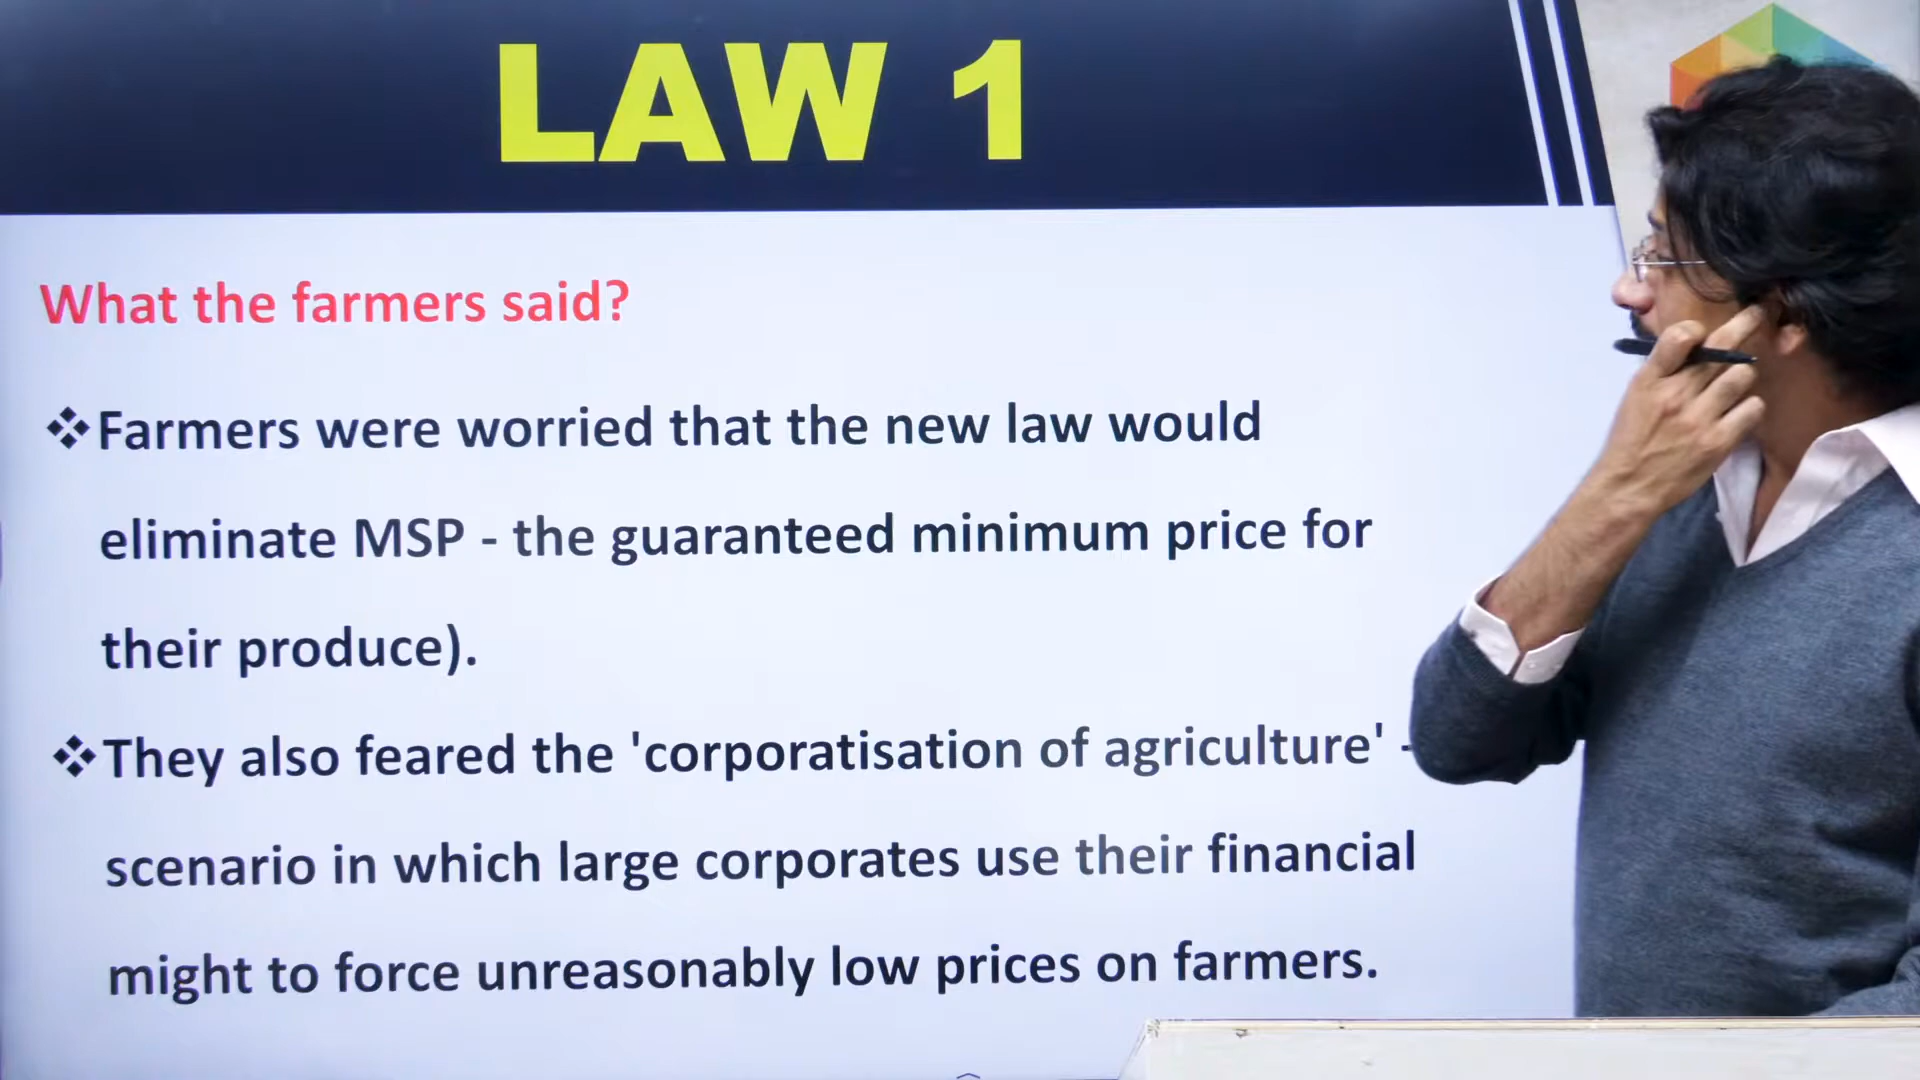 LAW 1
What the farmers said?
❖Farmers were worried that the new law would
eliminate MSP - the guaranteed minimum price for
their produce).
❖They also feared the 'corporatisation of agriculture' -
scenario in which large corporates use their financial
might to force unreasonably low prices on farmers.